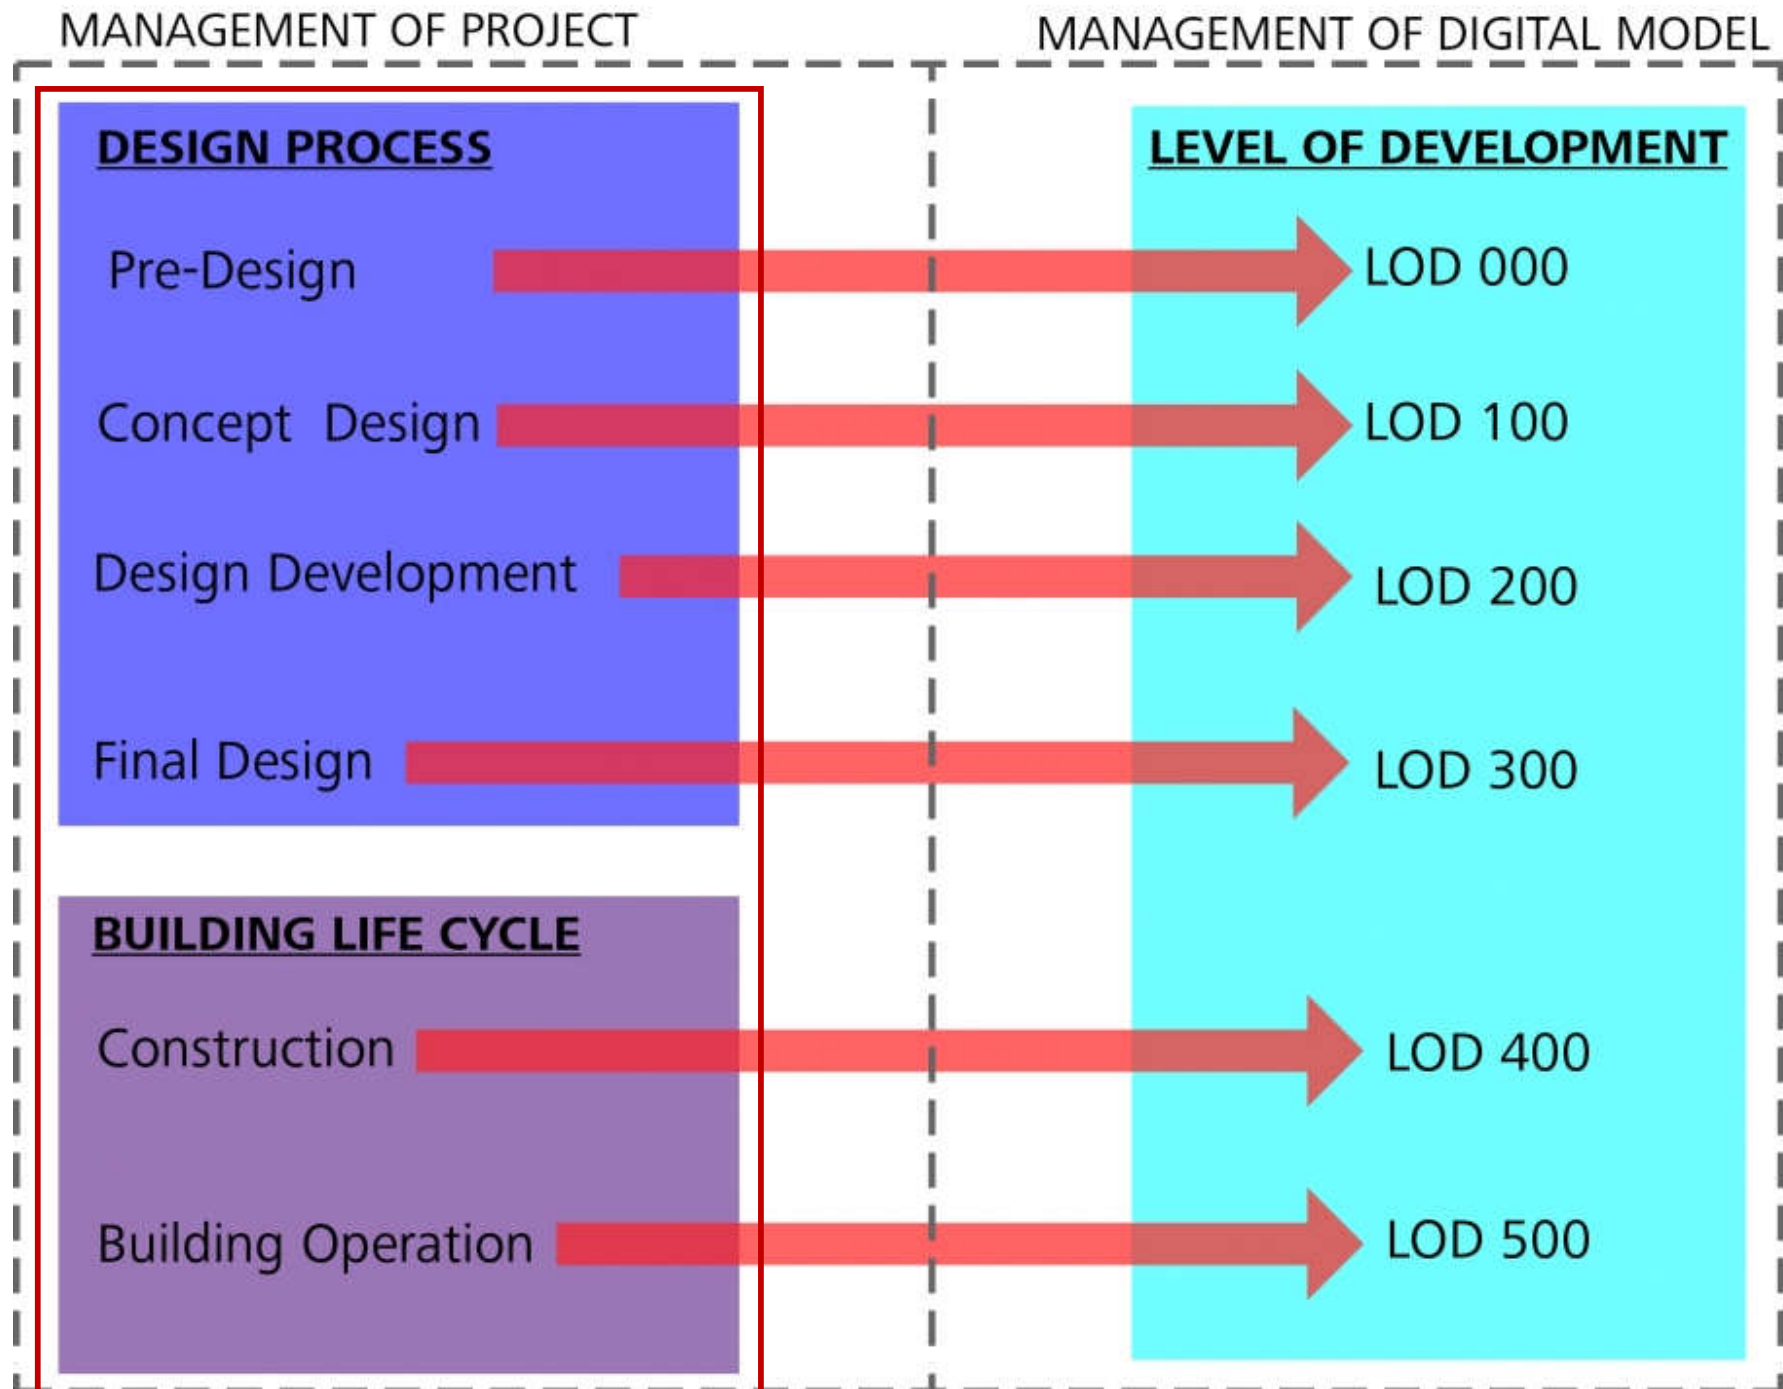 MANAGEMENT OF PROJECT
MANAGEMENT OF DIGITAL MODEL
DESIGN PROCESS
Pre-Design
Concept Design
Design Development
Final Design
BUILDING LIFE CYCLE
Construction
Building Operation
LEVEL OF DEVELOPMENT
LOD 000
LOD 100
LOD 200
LOD 300
LOD 400
LOD 500